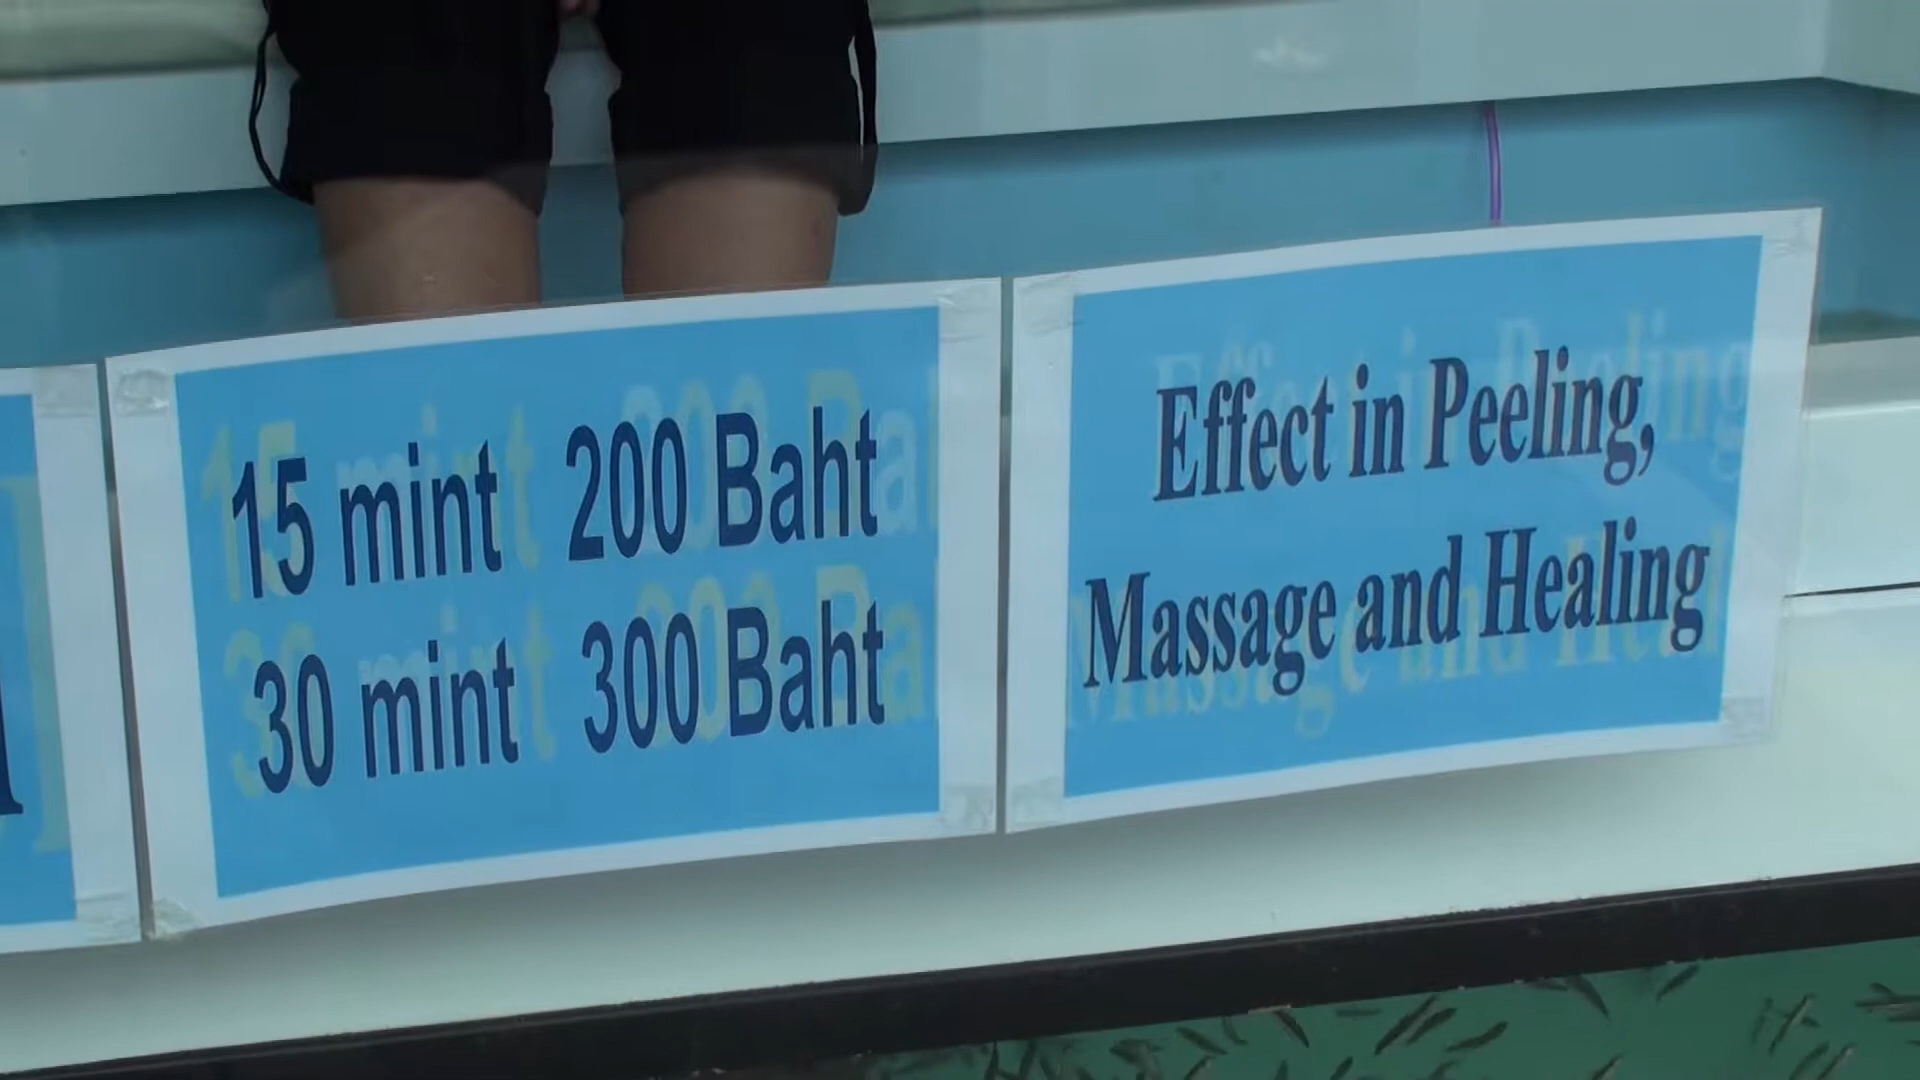 15 mint 200 Baht
30 mint 300 Baht
Effect in Peeling,
Massage and Healing